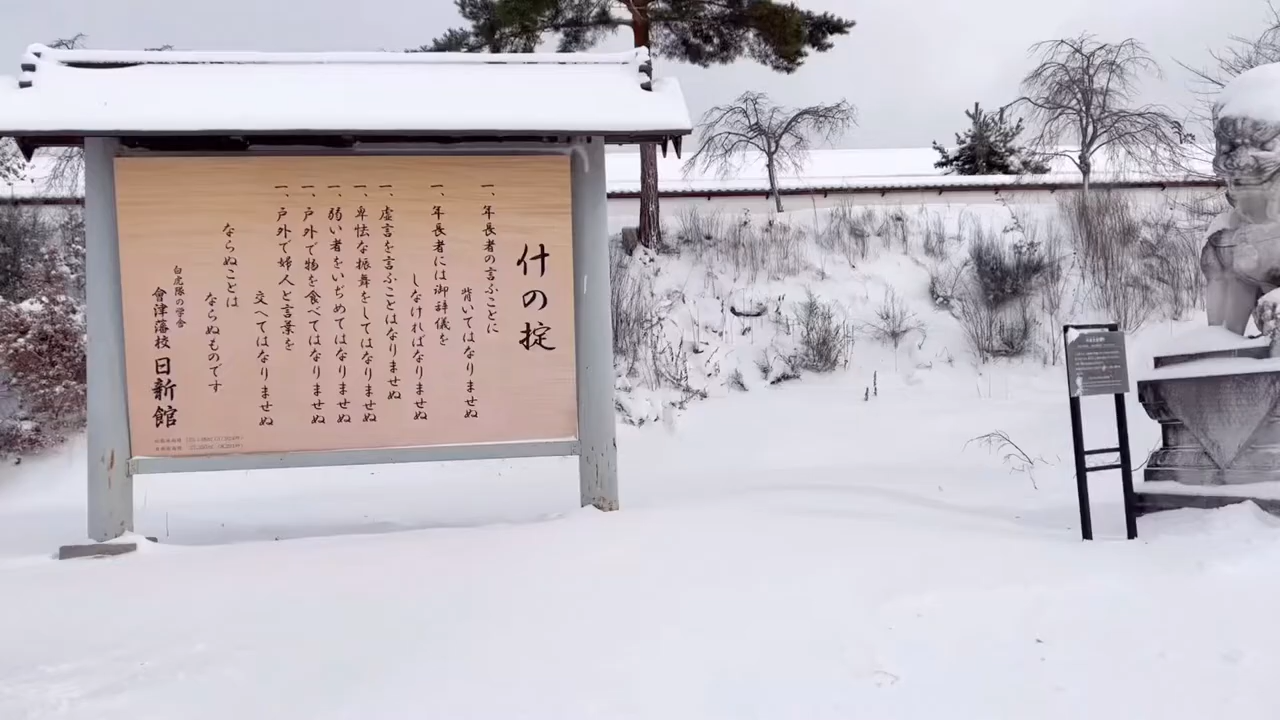 什の掟
一、年長者の言ふことに
背いてはなりませぬ
一、年長者には御辞儀を
しなければなりませぬ
一、虚言を言ふことはなりませぬ
一、卑怯な振舞をしてはなりませぬ
一、弱い者をいぢめてはなりませぬ
一、戸外で物を食べてはなりませぬ
一、戸外で婦人と言葉を
交へてはなりませぬ
ならぬことは
ならぬものです
白虎隊の学舎
會津藩校 日新館